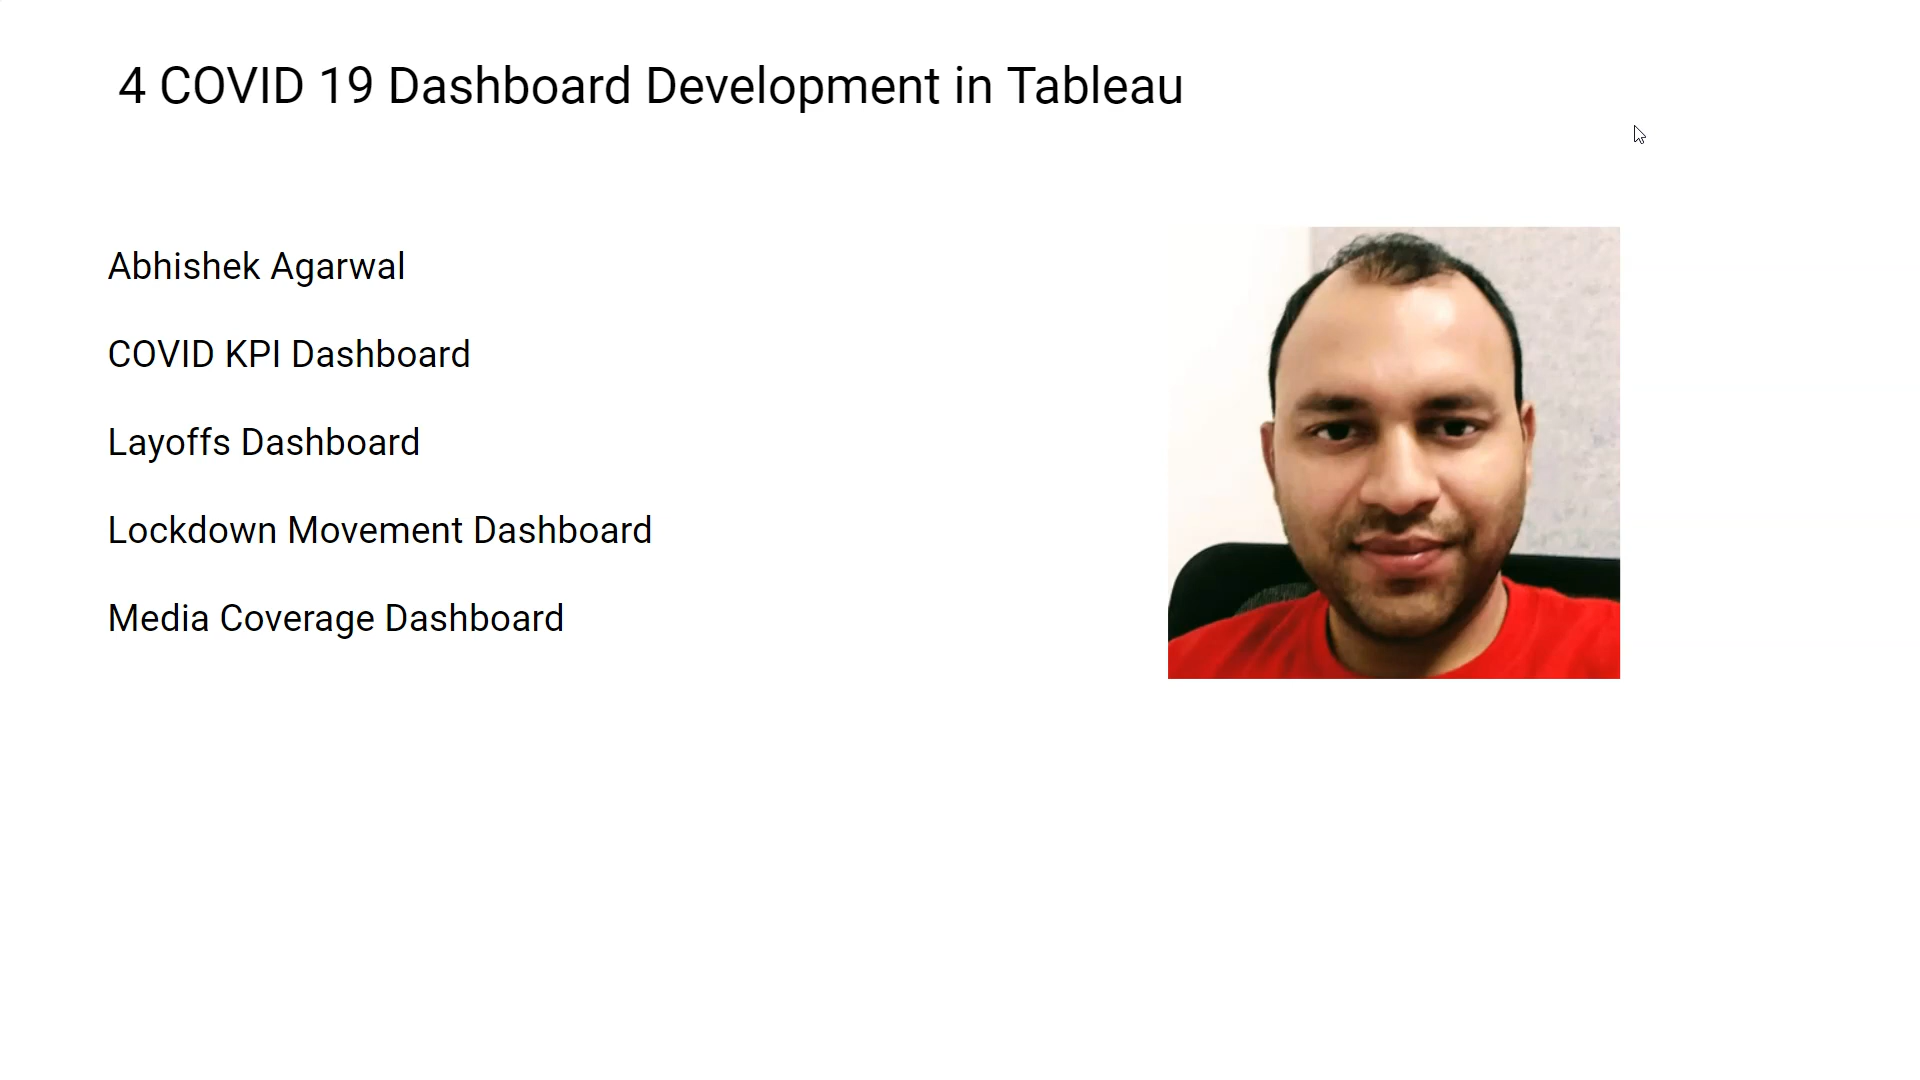 4 COVID 19 Dashboard Development in Tableau
Abhishek Agarwal
COVID KPI Dashboard
Layoffs Dashboard
Lockdown Movement Dashboard
Media Coverage Dashboard